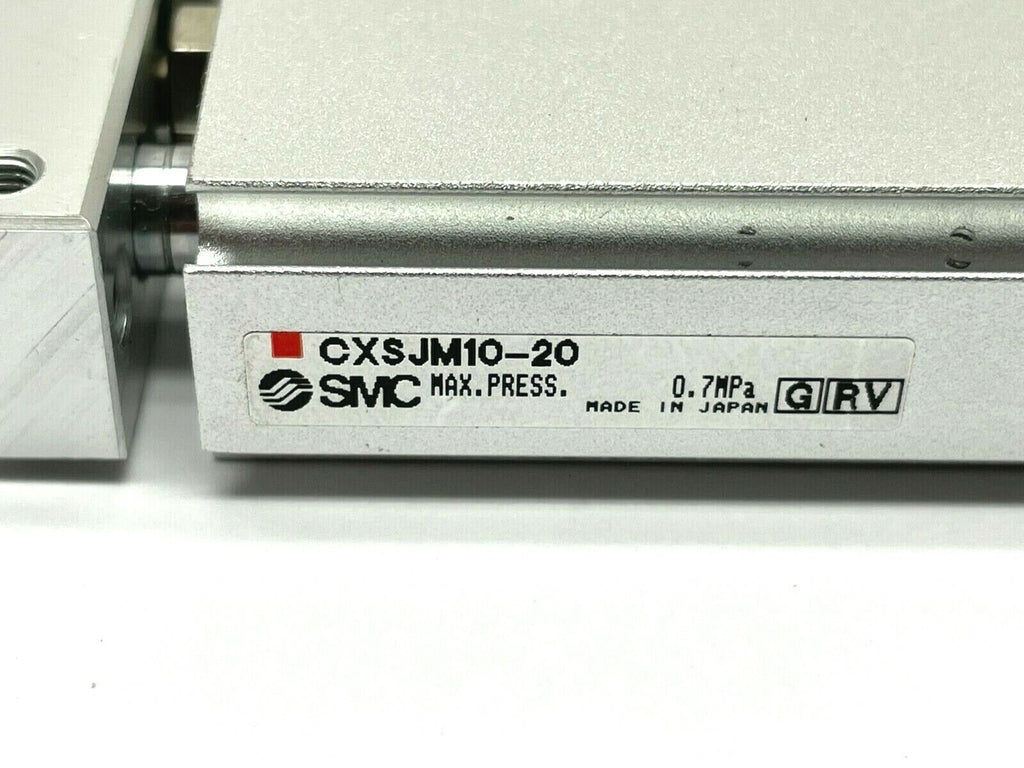 CXSJM10-20
SMC MAX.PRESS. 0.7MPa
MADE IN JAPAN G RV